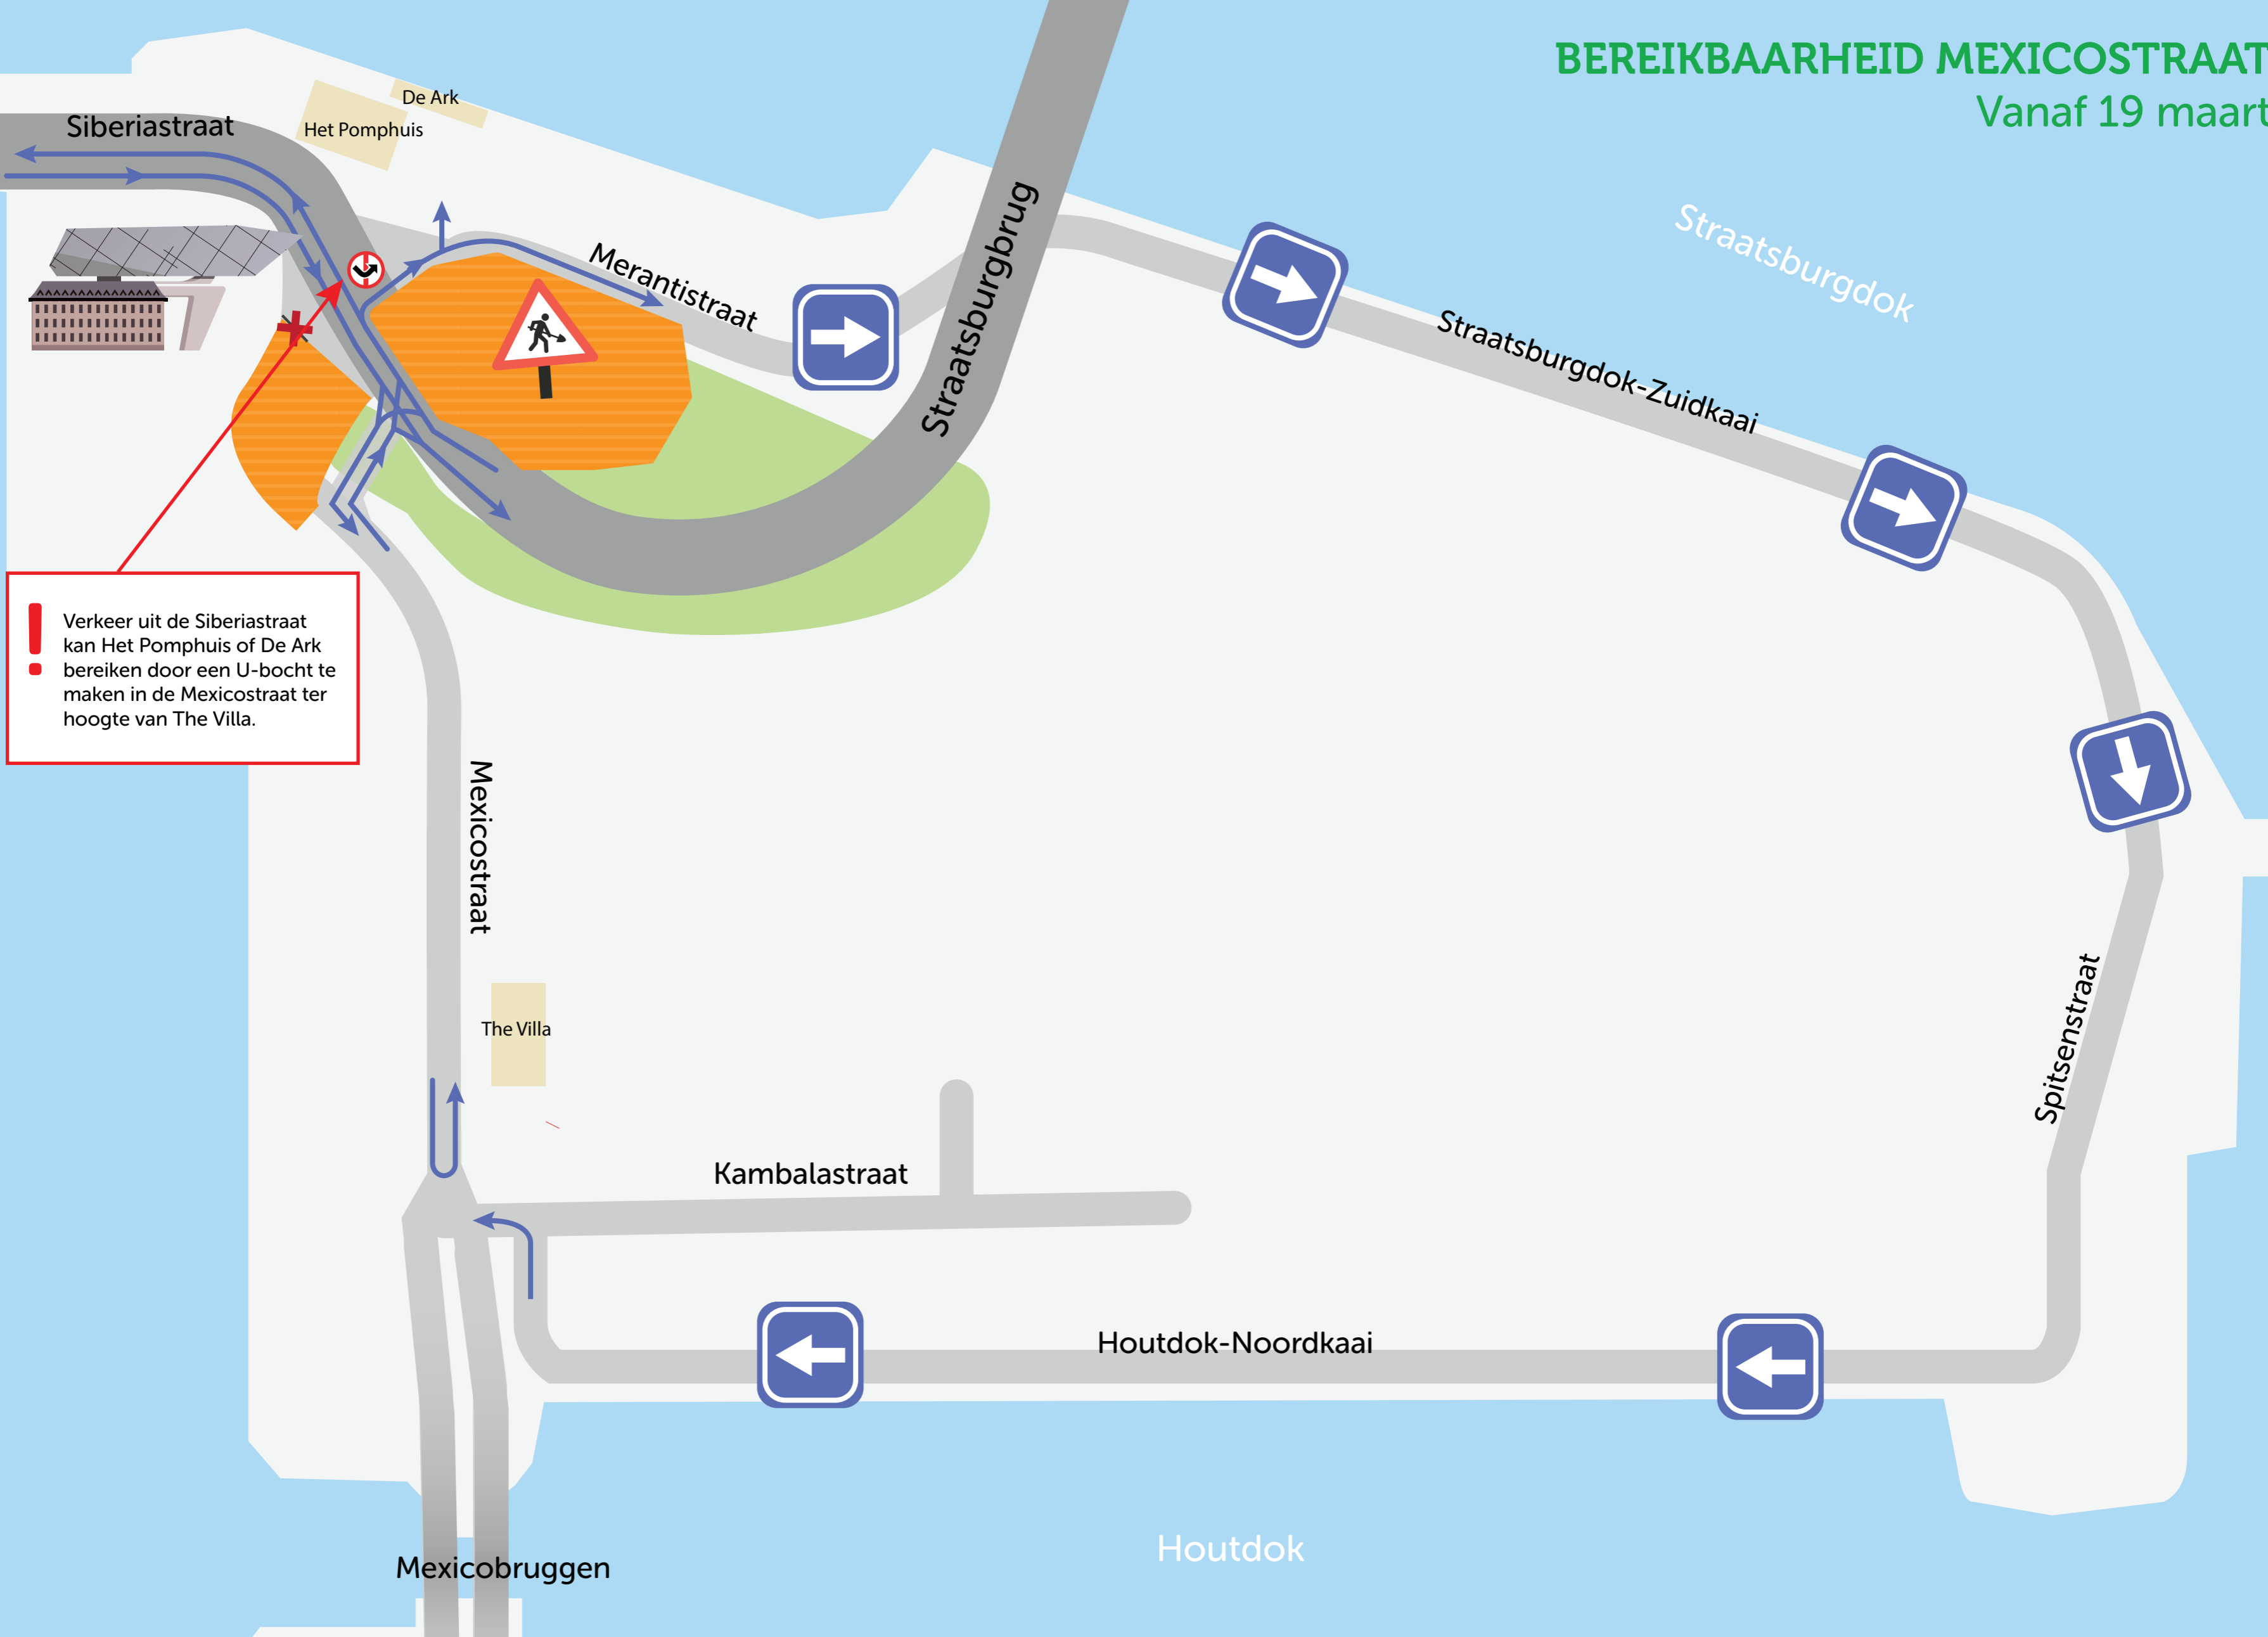 BEREIKBAARHEID MEXICOSTRAAT
Vanaf 19 maart
De Ark
Siberiastraat
Het Pomphuis
Merantistraat
Straatsburgbrug
Straatsburgdok
Straatsburgdok-Zuidkaai
!
Verkeer uit de Siberiastraat
kan Het Pomphuis of De Ark
bereiken door een U-bocht te
maken in de Mexicostraat ter
hoogte van The Villa.
Mexicostraat
The Villa
Spitsenstraat
Kambalastraat
Houtdok-Noordkaai
Houtdok
Mexicobruggen